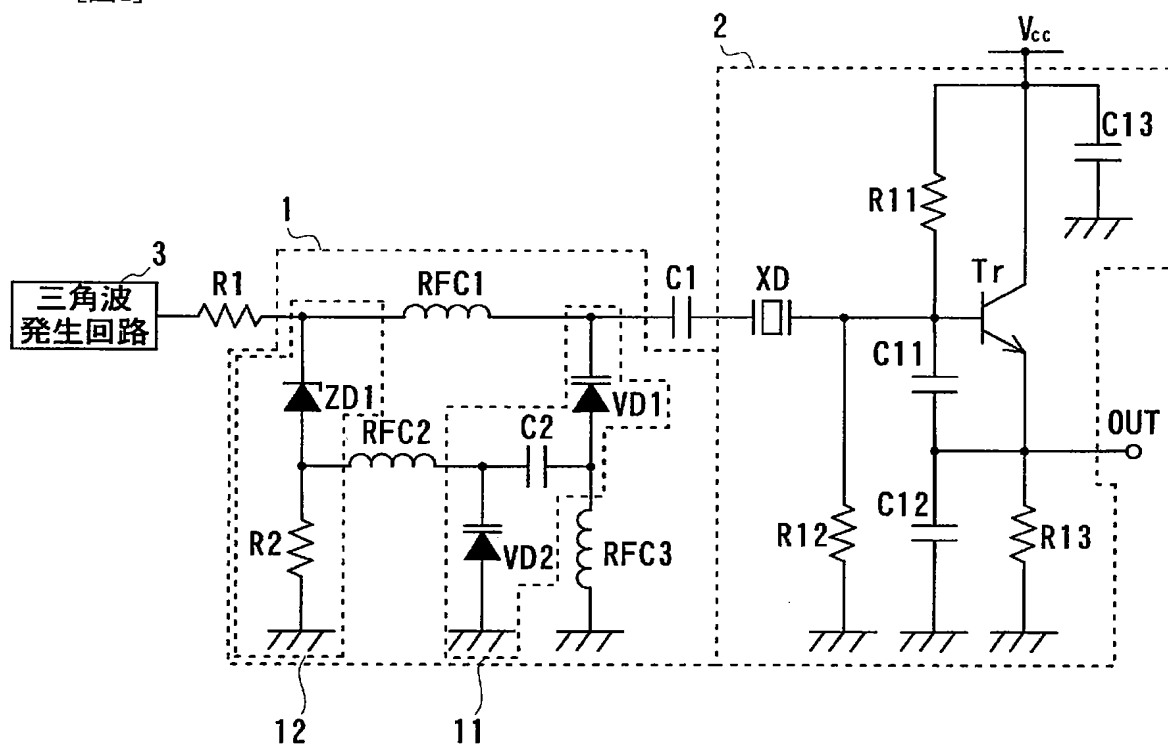 2
Vcc
C13
R11
1
3
三角波
発生回路
R1
RFC1
C1
XD
Tr
ZD1
VD1
C11
RFC2
C2
OUT
R2
VD2
RFC3
R12
C12
R13
12
11